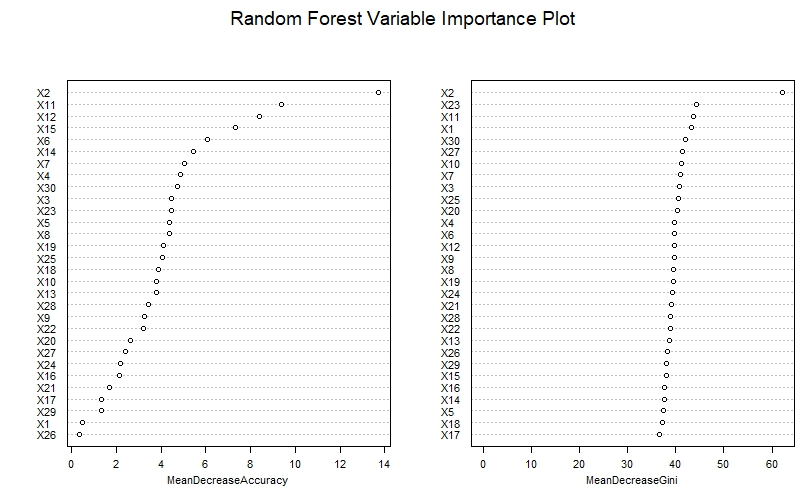 Random Forest Variable Importance Plot
X2
X11
X12
X15
X6
X14
X7
X4
X30
X3
X23
X5
X8
X19
X25
X18
X10
X13
X28
X9
X22
X20
X27
X24
X16
X21
X17
X29
X1
X26
0 2 4 6 8 10 12 14
MeanDecreaseAccuracy
X2
X23
X11
X1
X30
X27
X10
X7
X3
X25
X20
X4
X6
X12
X9
X8
X19
X24
X21
X28
X22
X13
X26
X29
X15
X16
X14
X5
X18
X17
0 10 20 30 40 50 60
MeanDecreaseGini